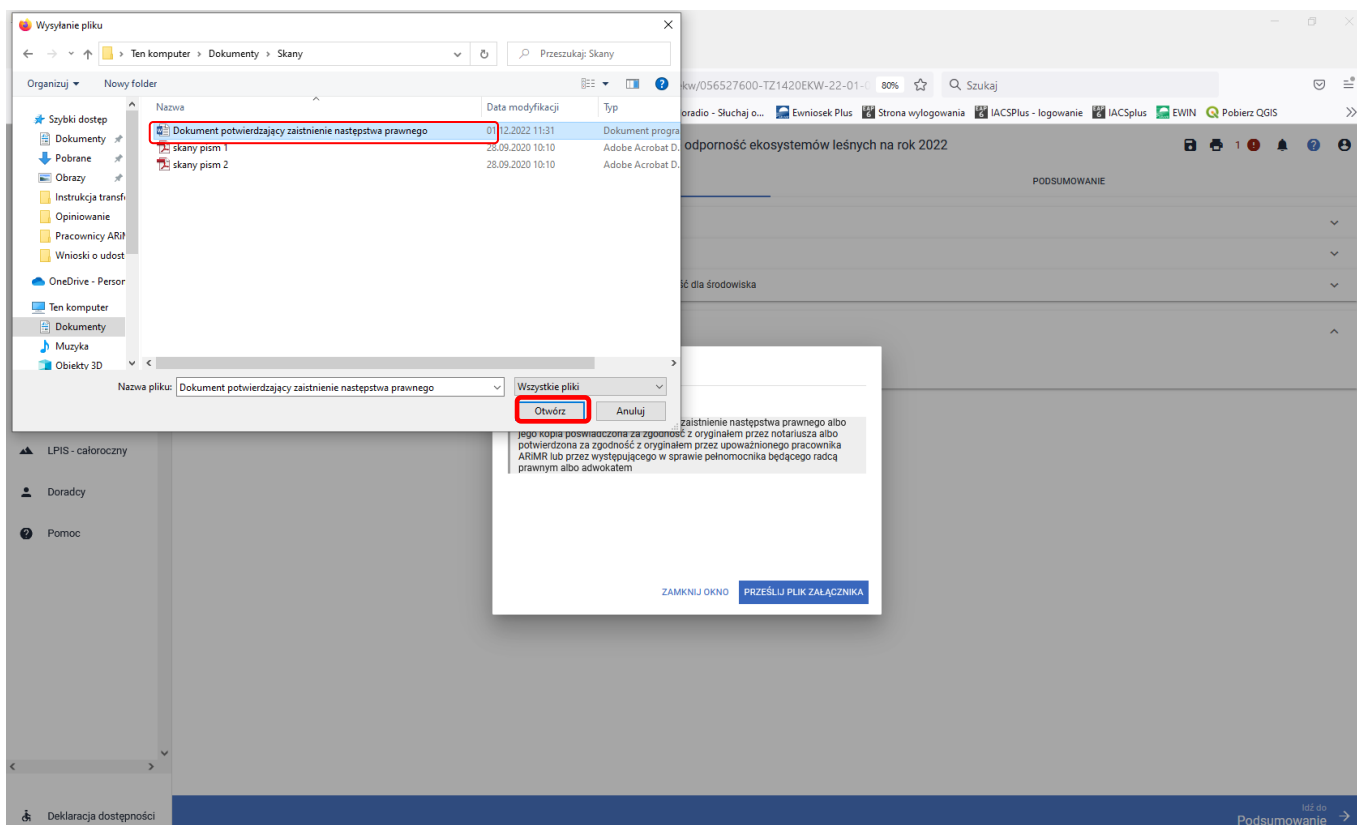 Wysyłanie pliku
Ten komputer > Dokumenty > Skany
Przeszukaj: Skany
Organizuj
Nowy folder
Nazwa
Data modyfikacji
Typ
Szybki dostęp
Dokumenty
Pobrane
Obrazy
Instrukcja transf
Opiniowanie
Pracownicy ARiM
Wnioski o udost
OneDrive - Person
Ten komputer
Dokumenty
Muzyka
Obiekty 3D
Dokument potwierdzający zaistnienie następstwa prawnego
01.12.2022 11:31
Dokument progra
skany pism 1
28.09.2020 10:10
Adobe Acrobat D.
skany pism 2
28.09.2020 10:10
Adobe Acrobat D.
Nazwa pliku: Dokument potwierdzający zaistnienie następstwa prawnego
Wszystkie pliki
Otwórz
Anuluj
kw/056527600-TZ1420EKW-22-01-
80%
Szukaj
oradio - Słuchaj o...
Ewniosek Plus
Strona wylogowania
IACSPlus - logowanie
IACSplus
EWIN
Pobierz QGIS
odporność ekosystemów leśnych na rok 2022
1
PODSUMOWANIE
ść dla środowiska
zaistnienie następstwa prawnego albo
jego kopia poświadczona za zgodność z oryginałem przez notariusza albo
potwierdzona za zgodność z oryginałem przez upoważnionego pracownika
ARiMR lub przez występującego w sprawie pełnomocnika będącego radcą
prawnym albo adwokatem
ZAMKNIJ OKNO
PRZEŚLIJ PLIK ZAŁĄCZNIKA
LPIS - całoroczny
Doradcy
Pomoc
Deklaracja dostępności
Idź do
Podsumowanie